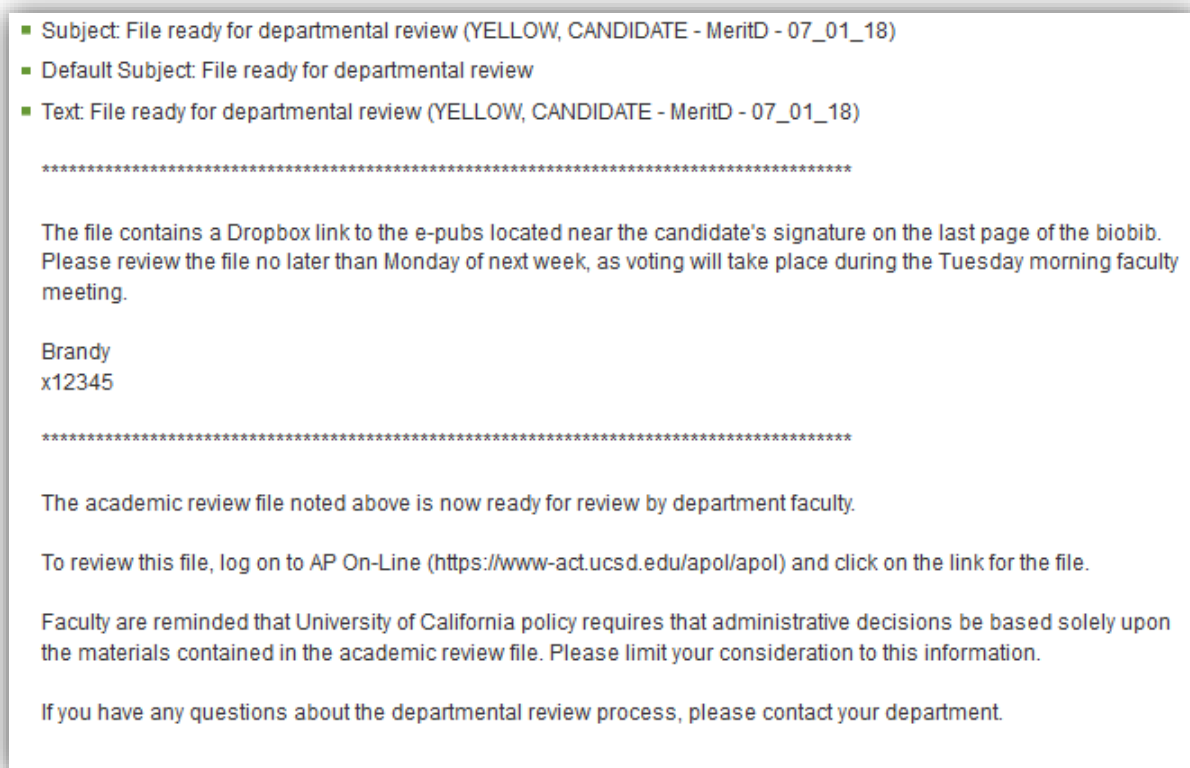 Subject: File ready for departmental review (YELLOW, CANDIDATE - MeritD - 07_01_18)
Default Subject: File ready for departmental review
Text: File ready for departmental review (YELLOW, CANDIDATE - MeritD - 07_01_18)
******************************************************************************************
The file contains a Dropbox link to the e-pubs located near the candidate's signature on the last page of the biobib.
Please review the file no later than Monday of next week, as voting will take place during the Tuesday morning faculty
meeting.
Brandy
x12345
******************************************************************************************
The academic review file noted above is now ready for review by department faculty.
To review this file, log on to AP On-Line (https://www-act.ucsd.edu/apol/apol) and click on the link for the file.
Faculty are reminded that University of California policy requires that administrative decisions be based solely upon
the materials contained in the academic review file. Please limit your consideration to this information.
If you have any questions about the departmental review process, please contact your department.